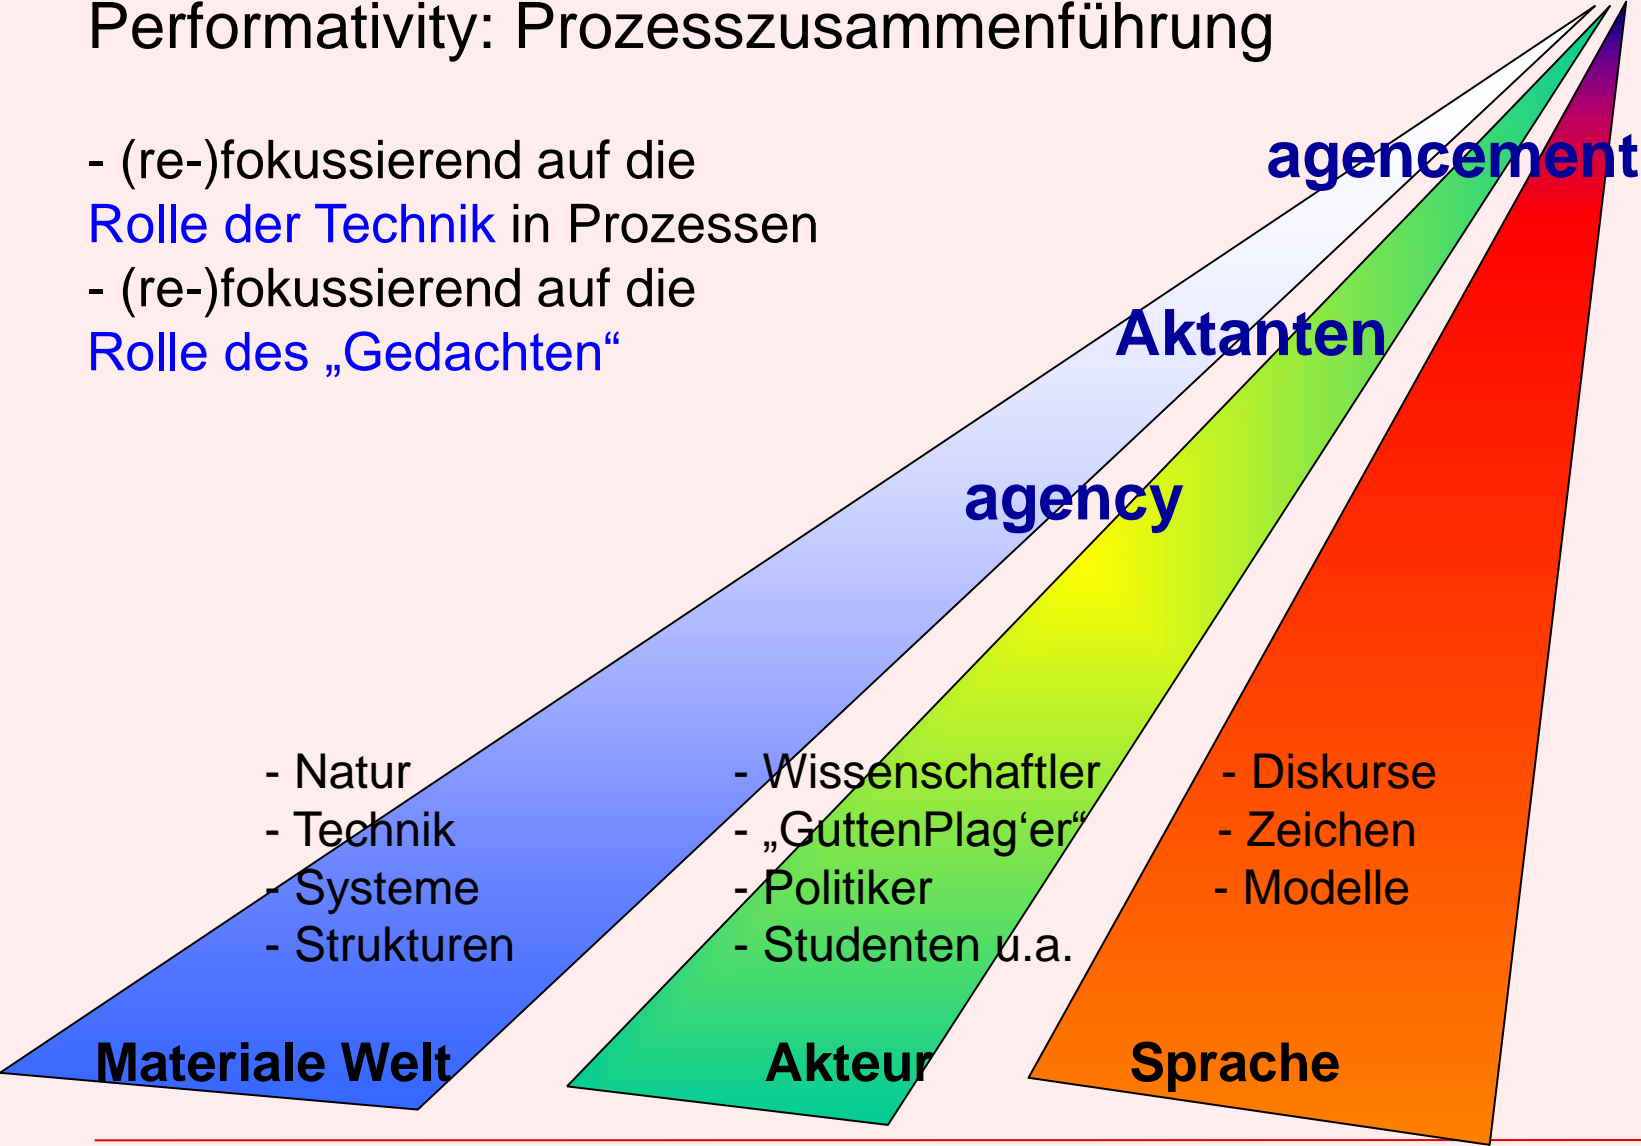 Performativity: Prozesszusammenführung
- (re-)fokussierend auf die
Rolle der Technik in Prozessen
- (re-)fokussierend auf die
Rolle des „Gedachten“
agencement
Aktanten
agency
- Natur
- Technik
- Systeme
- Strukturen
- Wissenschaftler
- „GuttenPlag‘er“
- Politiker
- Studenten u.a.
- Diskurse
- Zeichen
- Modelle
Materiale Welt
Akteur
Sprache